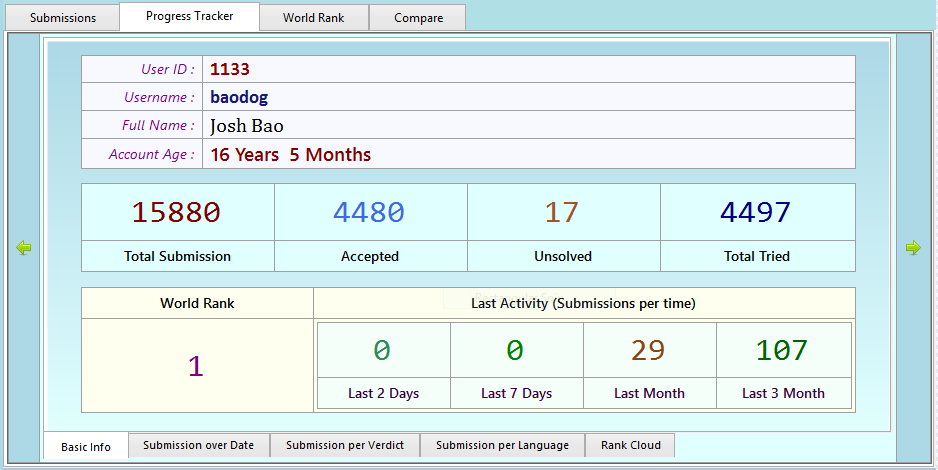 Submissions Progress Tracker World Rank Compare
User ID : 1133
Username : baodog
Full Name : Josh Bao
Account Age : 16 Years 5 Months
15880 4480 17 4497
Total Submission Accepted Unsolved Total Tried
World Rank Last Activity (Submissions per time)
1
0 0 29 107
Last 2 Days Last 7 Days Last Month Last 3 Month
Basic Info Submission over Date Submission per Verdict Submission per Language Rank Cloud